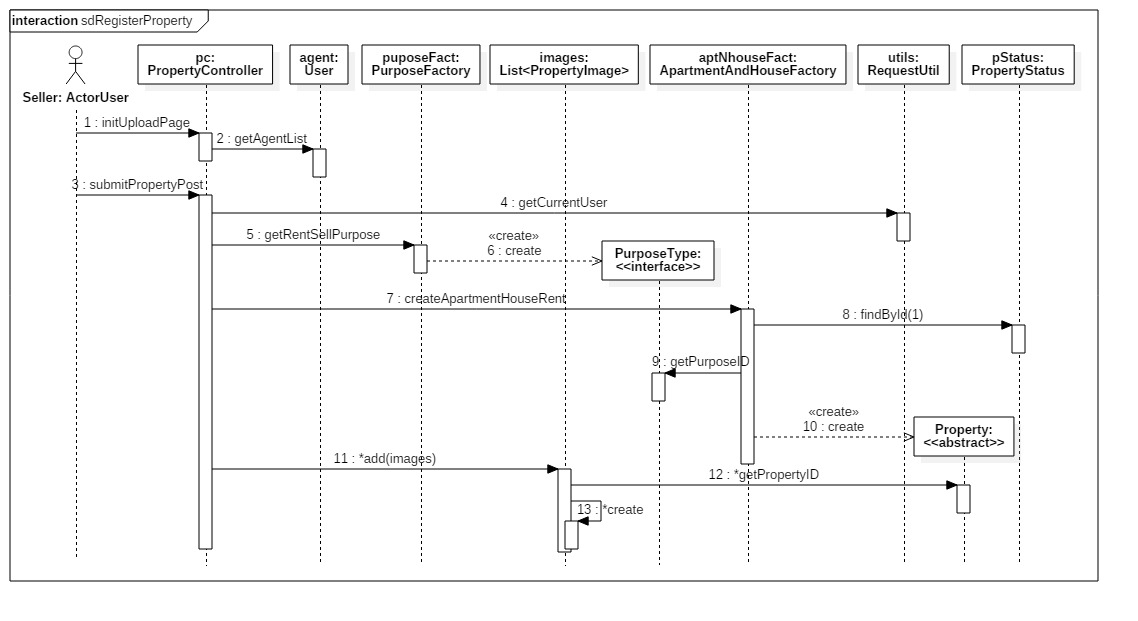 interaction sdRegisterProperty
Seller: ActorUser
pc:
PropertyController
agent:
User
puposeFact:
PurposeFactory
images:
List<PropertyImage>
aptNhouseFact:
ApartmentAndHouseFactory
utils:
RequestUtil
pStatus:
PropertyStatus
1 : initUploadPage
2 : getAgentList
3 : submitPropertyPost
4 : getCurrentUser
5 : getRentSellPurpose
«create»
6 : create
PurposeType:
<<interface>>
7 : createApartmentHouseRent
8 : findById(1)
9 : getPurposeID
«create»
10 : create
Property:
<<abstract>>
11 : *add(images)
12 : *getPropertyID
13 : *create